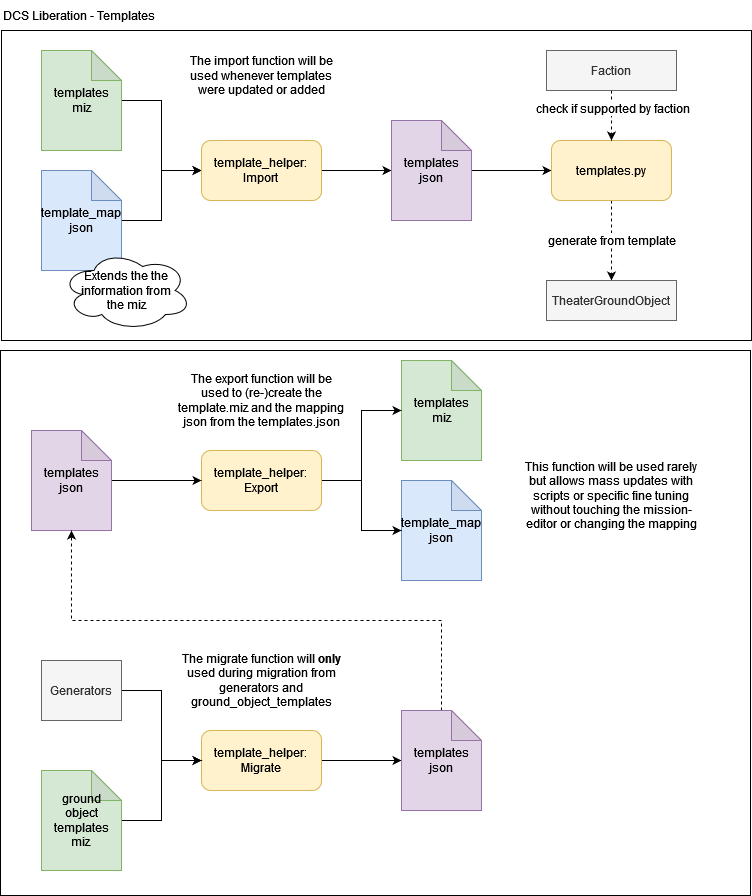 DCS Liberation - Templates
templates
miz
The import function will be
used whenever templates
were updated or added
Faction
check if supported by faction
template_helper:
Import
templates
json
templates.py
template_map
json
generate from template
Extends the the
information from
the miz
TheaterGroundObject
The export function will be
used to (re-)create the
template.miz and the mapping
json from the templates.json
templates
miz
templates
json
template_helper:
Export
This function will be used rarely
but allows mass updates with
scripts or specific fine tuning
without touching the mission-
editor or changing the mapping
template_map
json
The migrate function will only
used during migration from
generators and
ground_object_templates
Generators
template_helper:
Migrate
templates
json
ground
object
templates
miz